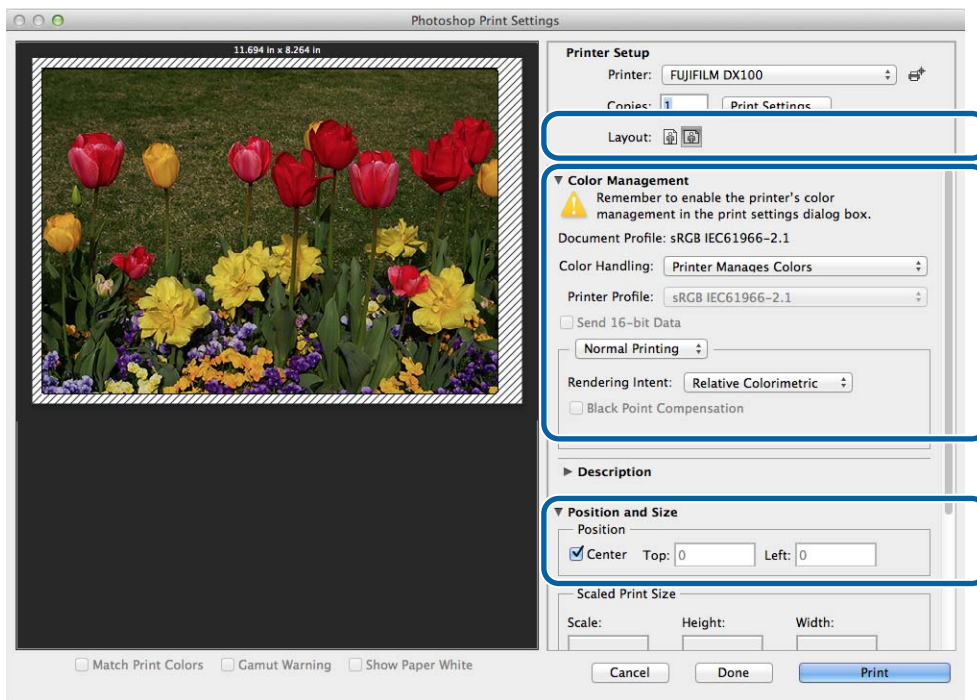 Photoshop Print Settings
11.694 in x 8.264 in
Printer Setup
Printer: FUJIFILM DX100
Copies: 1 Print Settings...
Layout:
Color Management
Remember to enable the printer's color
management in the print settings dialog box.
Document Profile: sRGB IEC61966-2.1
Color Handling: Printer Manages Colors
Printer Profile: sRGB IEC61966-2.1
Send 16-bit Data
Normal Printing
Rendering Intent: Relative Colorimetric
Black Point Compensation
Description
Position and Size
Position
Center Top: 0 Left: 0
Scaled Print Size
Scale: Height: Width:
Match Print Colors Gamut Warning Show Paper White
Cancel Done Print